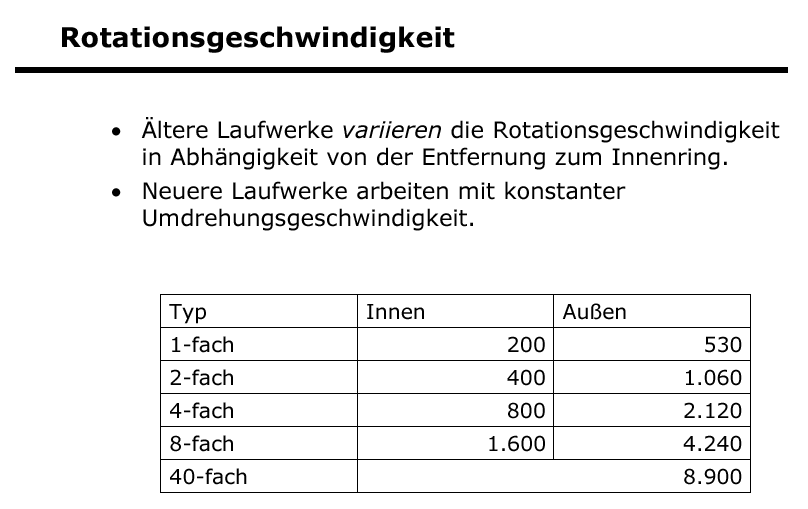 Rotationsgeschwindigkeit
• Ältere Laufwerke variieren die Rotationsgeschwindigkeit
in Abhängigkeit von der Entfernung zum Innenring.
• Neuere Laufwerke arbeiten mit konstanter
Umdrehungsgeschwindigkeit.
Typ Innen Außen
1-fach 200 530
2-fach 400 1.060
4-fach 800 2.120
8-fach 1.600 4.240
40-fach 8.900